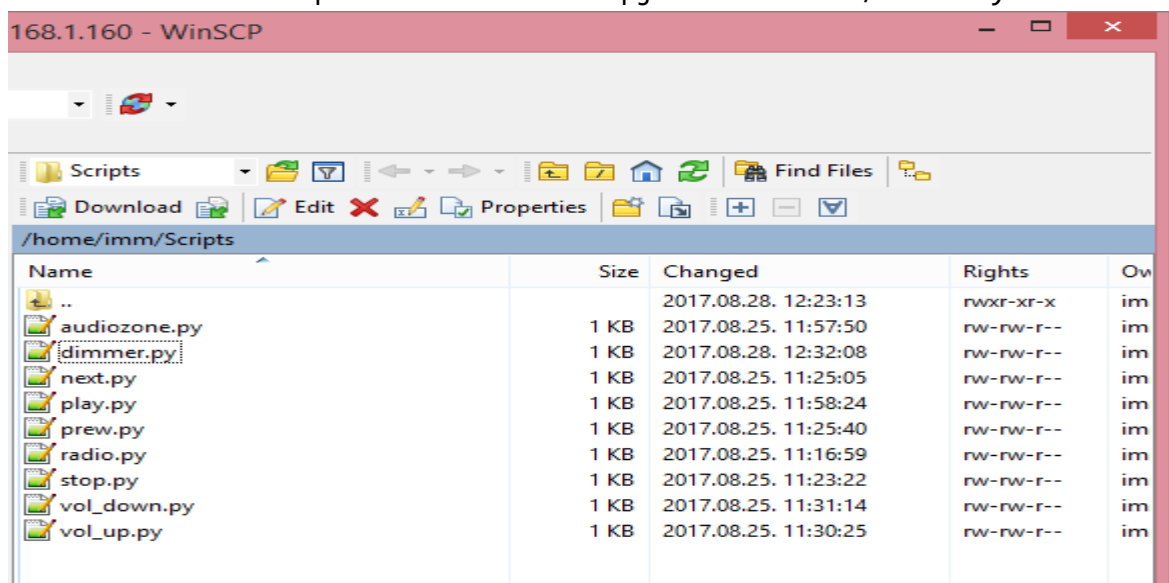 168.1.160 - WinSCP
Scripts Find Files
Download Edit Properties
/home/imm/Scripts
Name Size Changed Rights Ow
.. 2017.08.28. 12:23:13 rwxr-xr-x im
audiozone.py 1 KB 2017.08.25. 11:57:50 rw-rw-r-- im
dimmer.py 1 KB 2017.08.28. 12:32:08 rw-rw-r-- im
next.py 1 KB 2017.08.25. 11:25:05 rw-rw-r-- im
play.py 1 KB 2017.08.25. 11:58:24 rw-rw-r-- im
prew.py 1 KB 2017.08.25. 11:25:40 rw-rw-r-- im
radio.py 1 KB 2017.08.25. 11:16:59 rw-rw-r-- im
stop.py 1 KB 2017.08.25. 11:23:22 rw-rw-r-- im
vol_down.py 1 KB 2017.08.25. 11:31:14 rw-rw-r-- im
vol_up.py 1 KB 2017.08.25. 11:30:25 rw-rw-r-- im